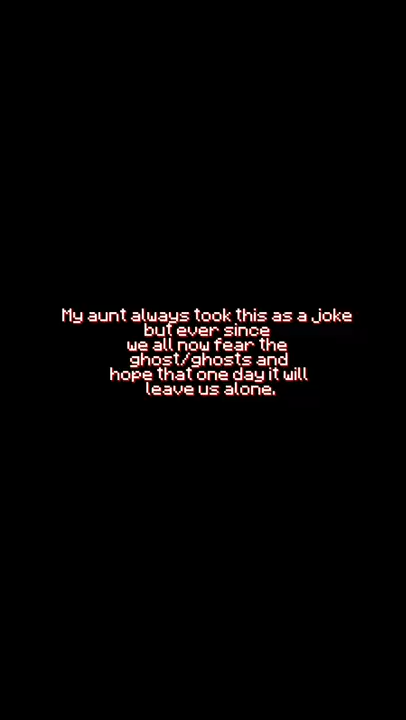 My aunt always took this as a joke
but ever since
we all now fear the
ghost/ghosts and
hope that one day it will
leave us alone.